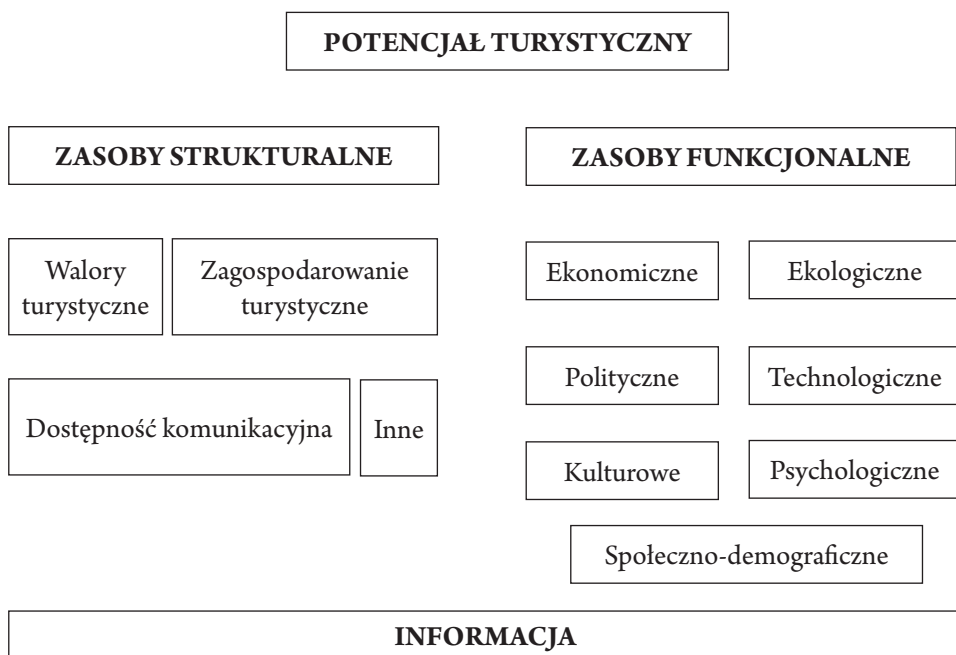 POTENCJAŁ TURYSTYCZNY
ZASOBY STRUKTURALNE
Walory
turystyczne
Zagospodarowanie
turystyczne
Dostępność komunikacyjna
Inne
ZASOBY FUNKCJONALNE
Ekonomiczne
Ekologiczne
Polityczne
Technologiczne
Kulturowe
Psychologiczne
Społeczno-demograficzne
INFORMACJA